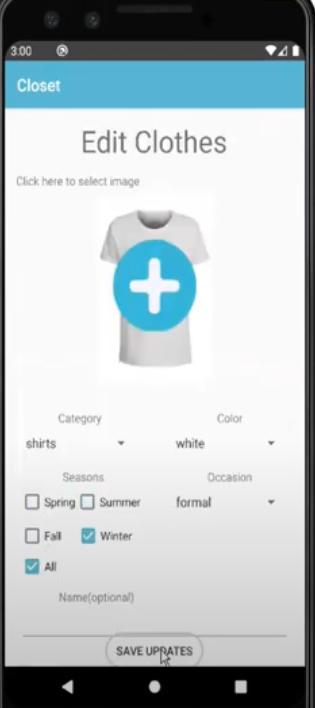 3:00
Closet
Edit Clothes
Click here to select image
Category Color
shirts white
Seasons Occasion
Spring Summer formal
Fall Winter
All
Name(optional)
SAVE UPDATES